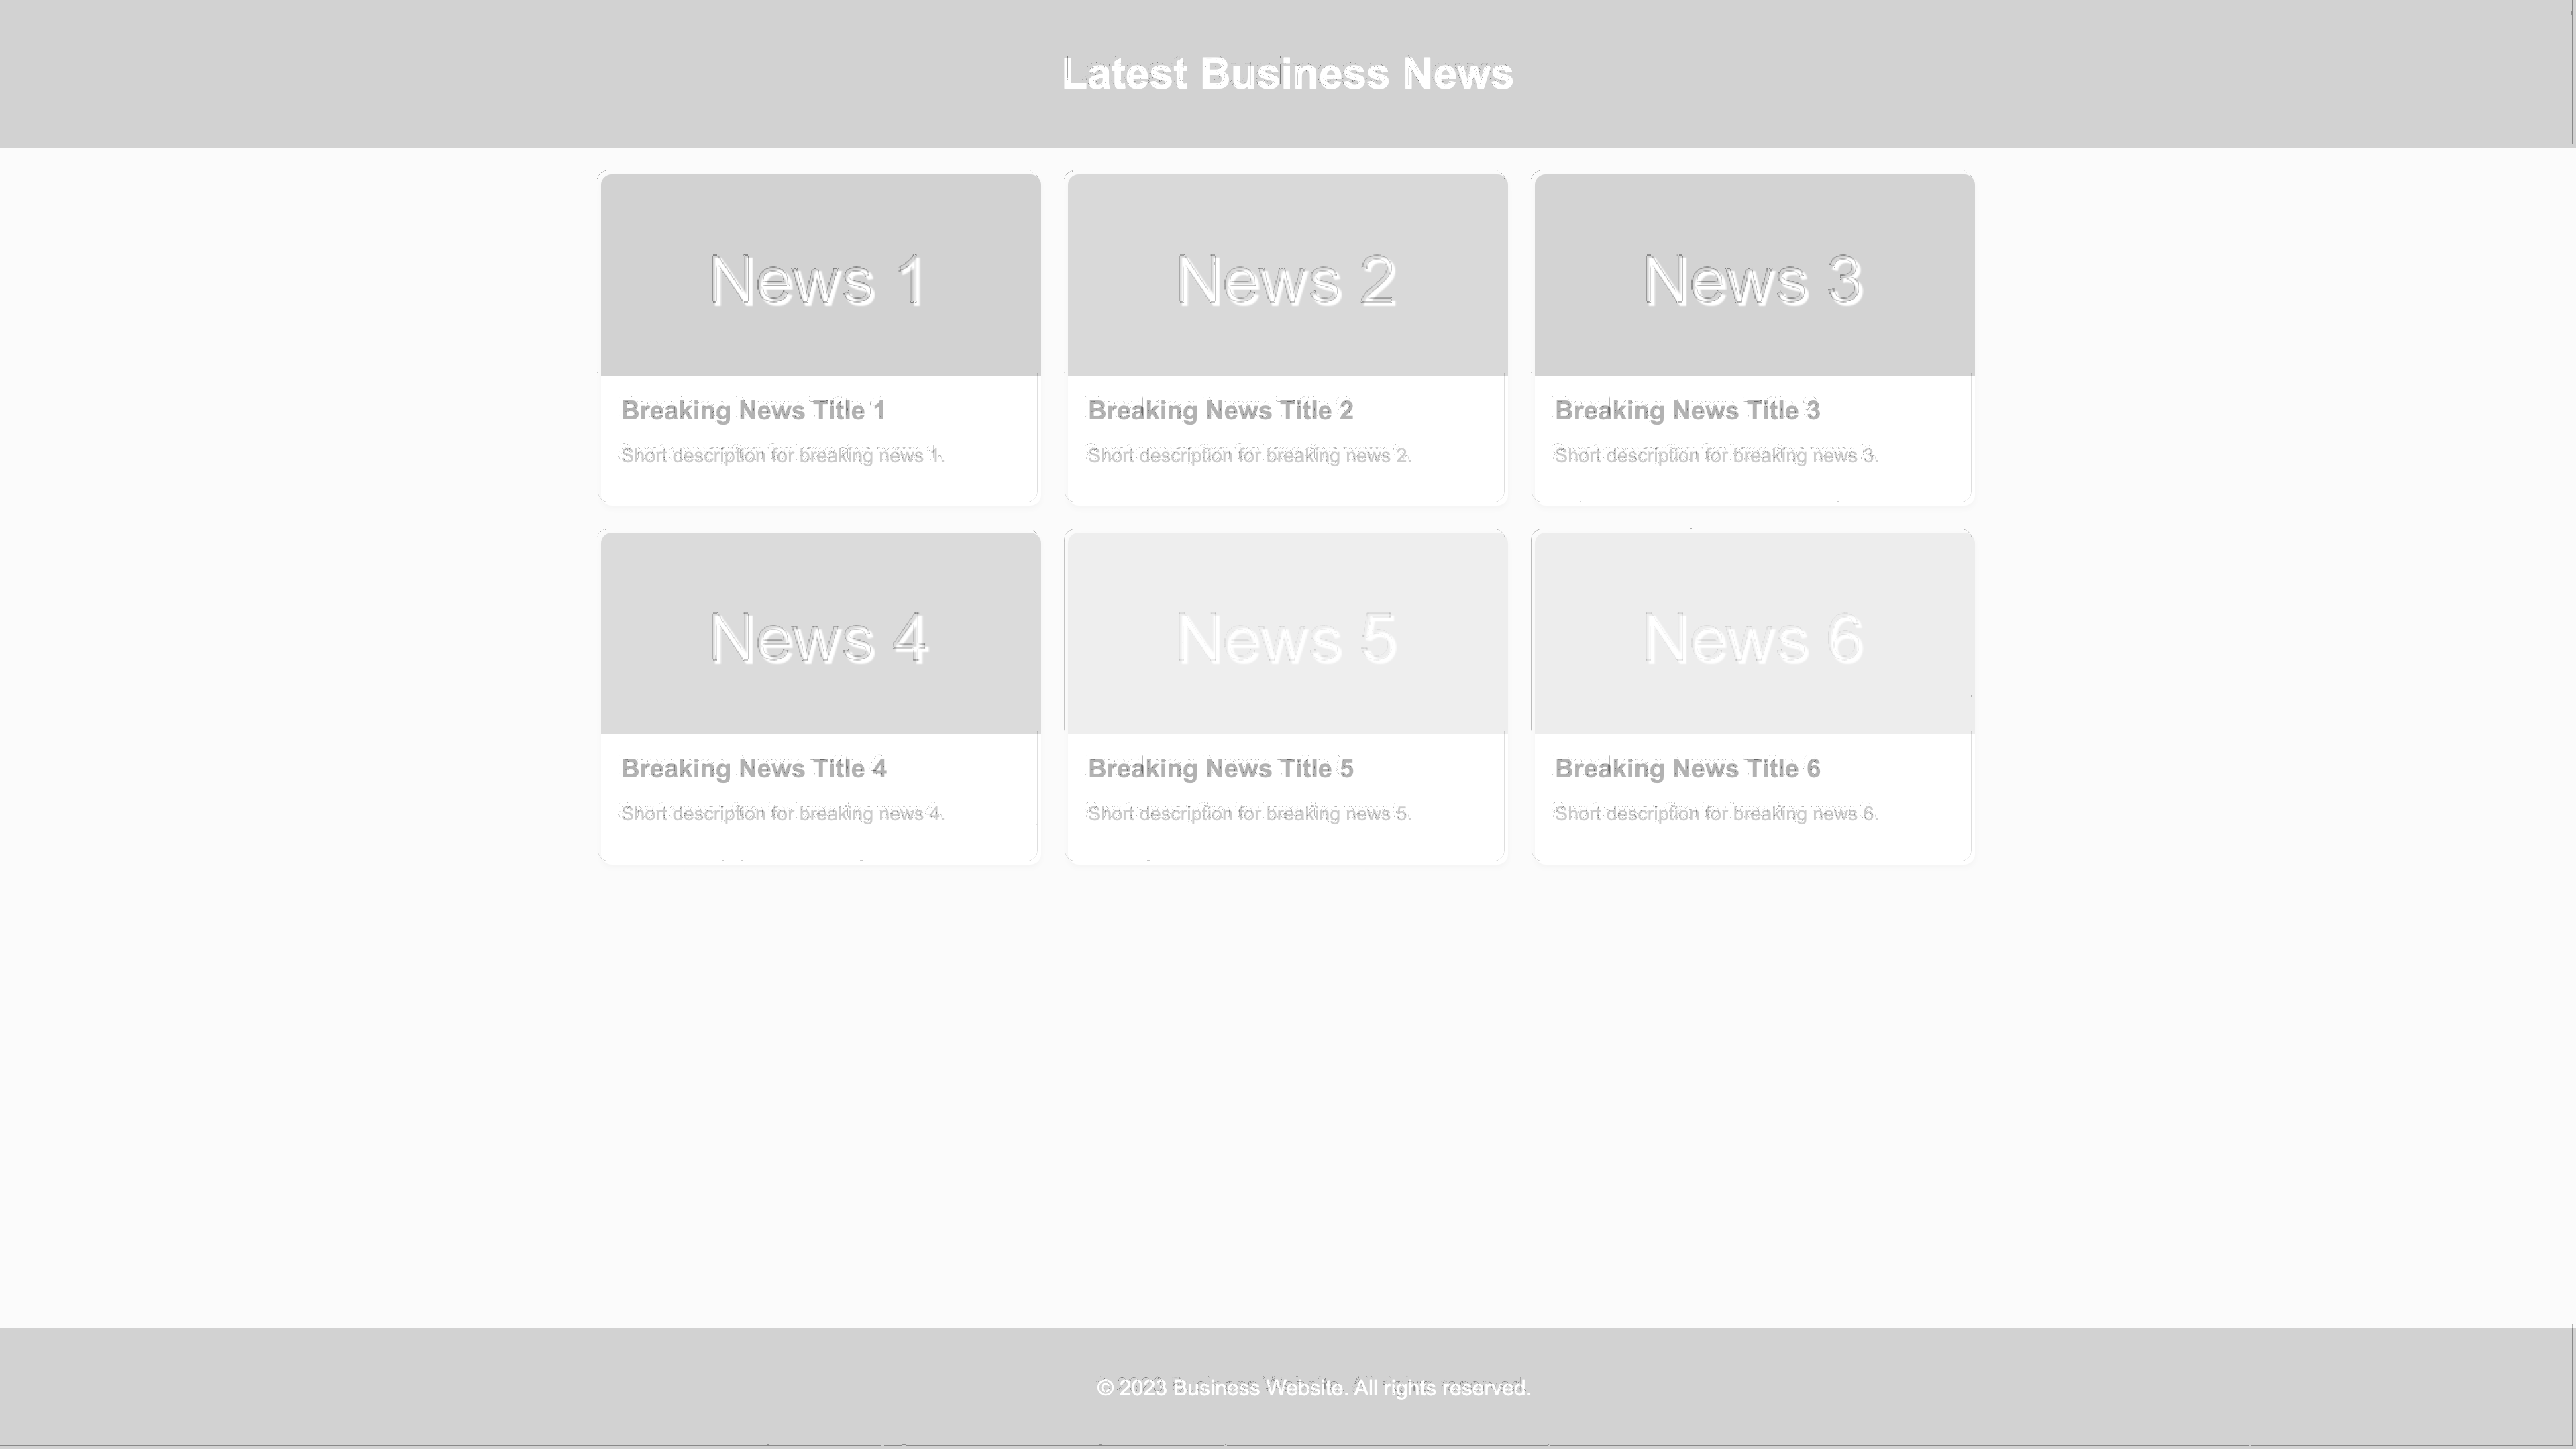 Latest Business News
News 1
News 2
News 3
Breaking News Title 1
Short description for breaking news 1.
Breaking News Title 2
Short description for breaking news 2.
Breaking News Title 3
Short description for breaking news 3.
News 4
News 5
News 6
Breaking News Title 4
Short description for breaking news 4.
Breaking News Title 5
Short description for breaking news 5.
Breaking News Title 6
Short description for breaking news 6.
© 2023 Business Website. All rights reserved.